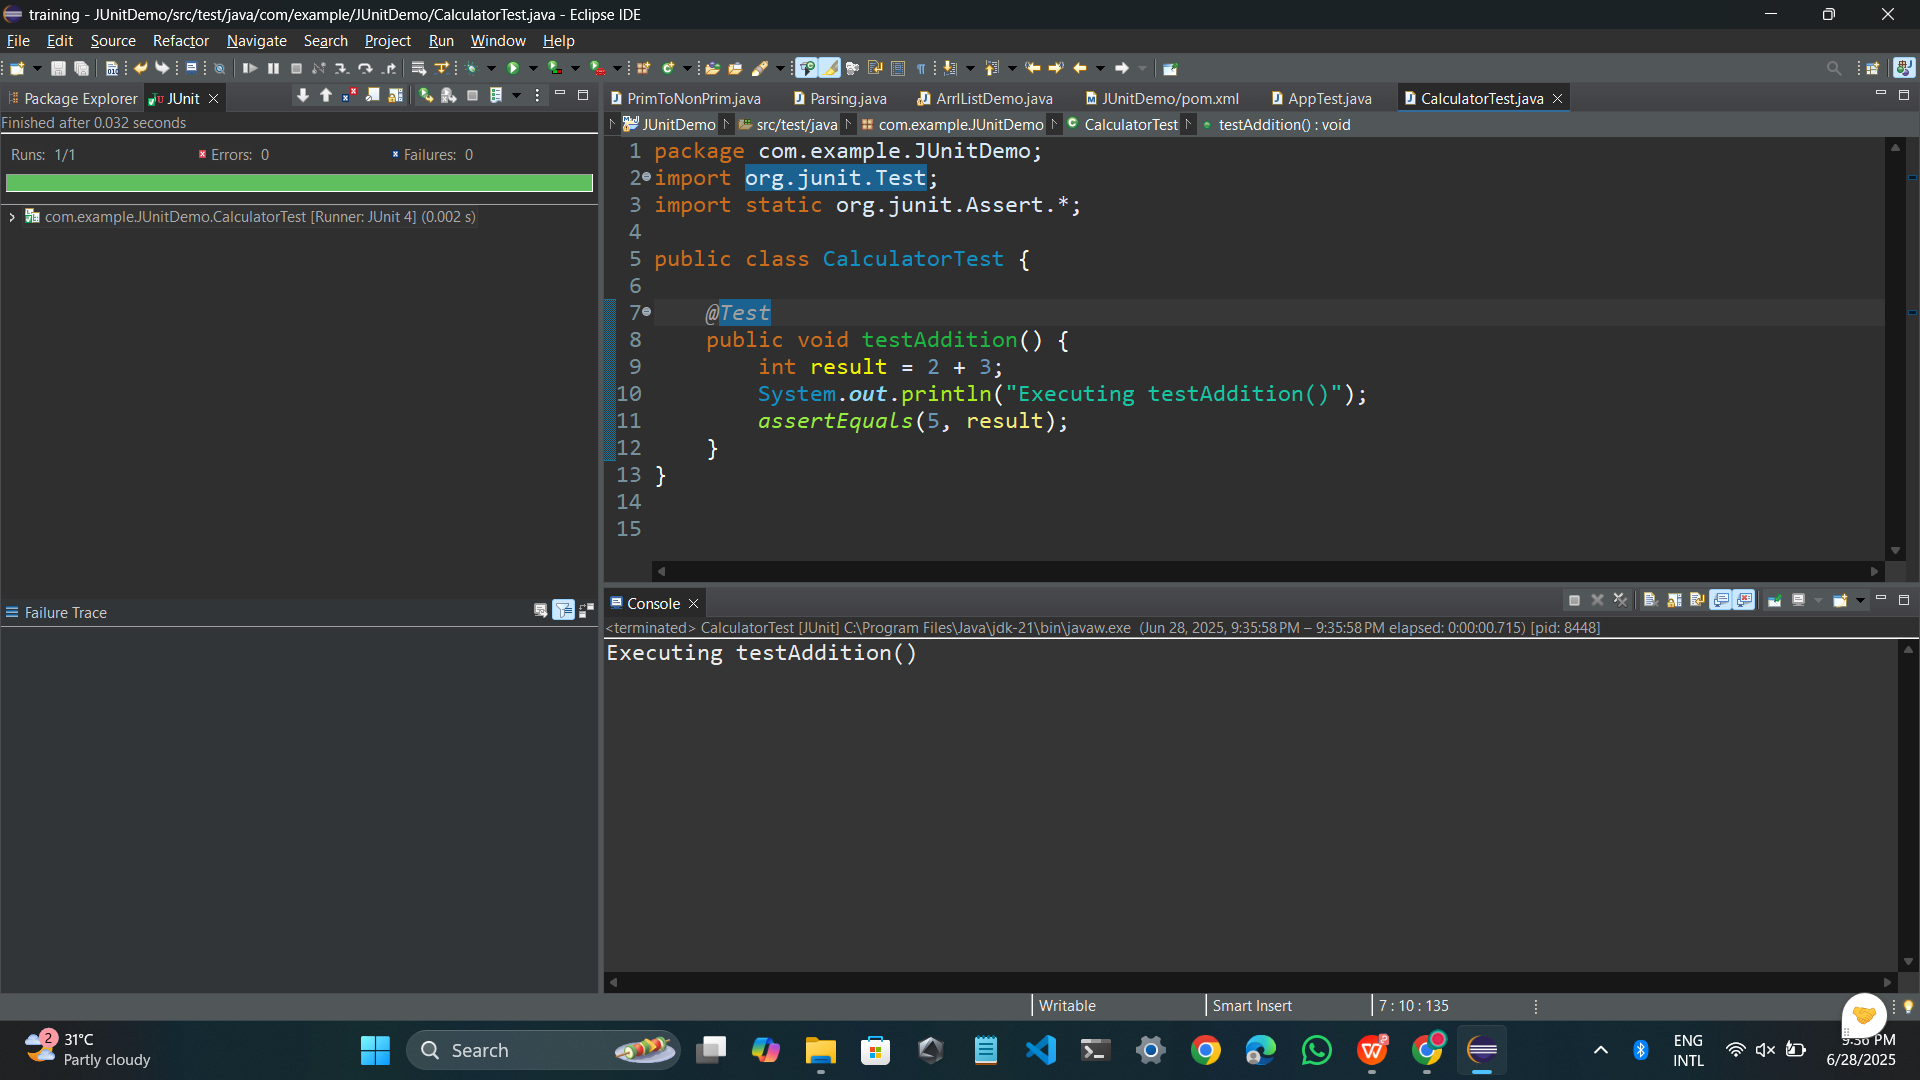 training - JUnitDemo/src/test/java/com/example/JUnitDemo/CalculatorTest.java - Eclipse IDE
File Edit Source Refactor Navigate Search Project Run Window Help
Package Explorer JUnit
Finished after 0.032 seconds
Runs: 1/1 Errors: 0 Failures: 0
com.example.JUnitDemo.CalculatorTest [Runner: JUnit 4] (0.002 s)
Failure Trace
PrimToNonPrim.java Parsing.java ArrlListDemo.java JUnitDemo/pom.xml AppTest.java CalculatorTest.java
JUnitDemo src/test/java com.example.JUnitDemo CalculatorTest testAddition() : void
1 package com.example.JUnitDemo;
2 import org.junit.Test;
3 import static org.junit.Assert.*;
4
5 public class CalculatorTest {
6
7 @Test
8 public void testAddition() {
9 int result = 2 + 3;
10 System.out.println("Executing testAddition()");
11 assertEquals(5, result);
12 }
13 }
14
15
Console
<terminated> CalculatorTest [JUnit] C:\Program Files\Java\jdk-21\bin\javaw.exe (Jun 28, 2025, 9:35:58 PM – 9:35:58 PM elapsed: 0:00:00.715) [pid: 8448]
Executing testAddition()
Writable Smart Insert 7 : 10 : 135
2
31°C
Partly cloudy
Search
ENG
INTL
9:36 PM
6/28/2025